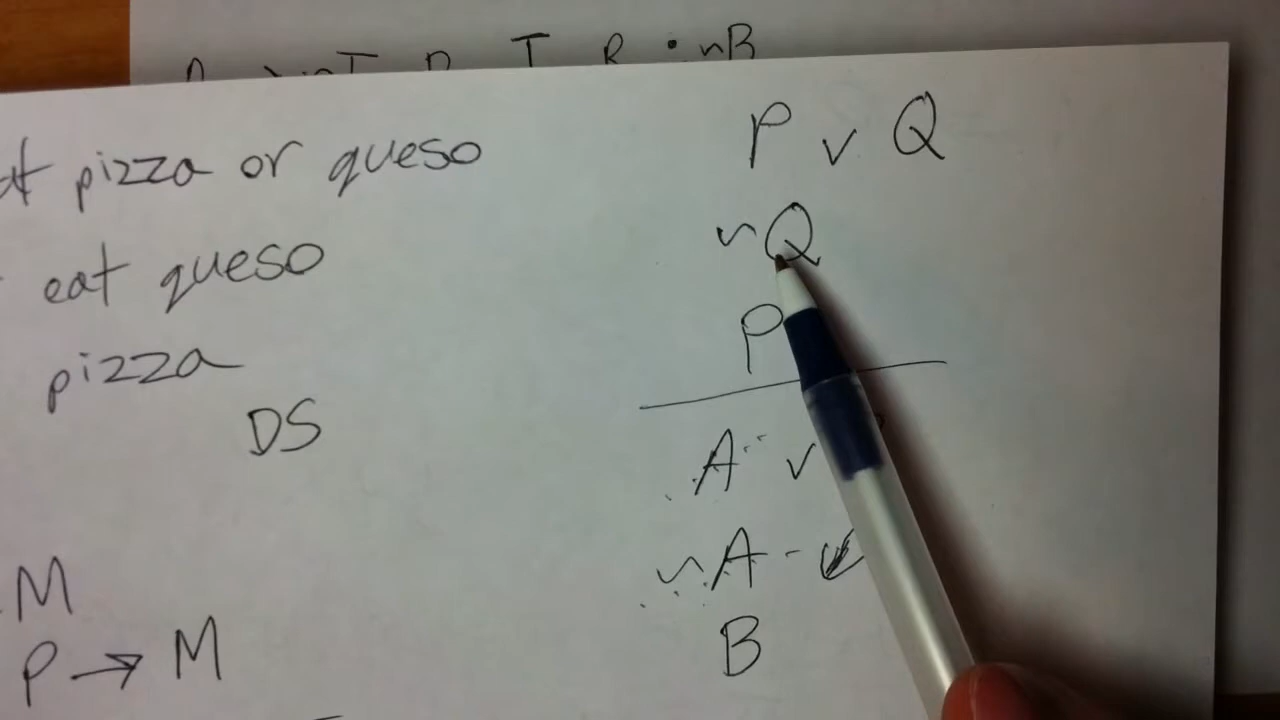 T R • ~B
pizza or queso P v Q
eat queso ~Q
pizza P
DS
A v
~A
M
B
P → M